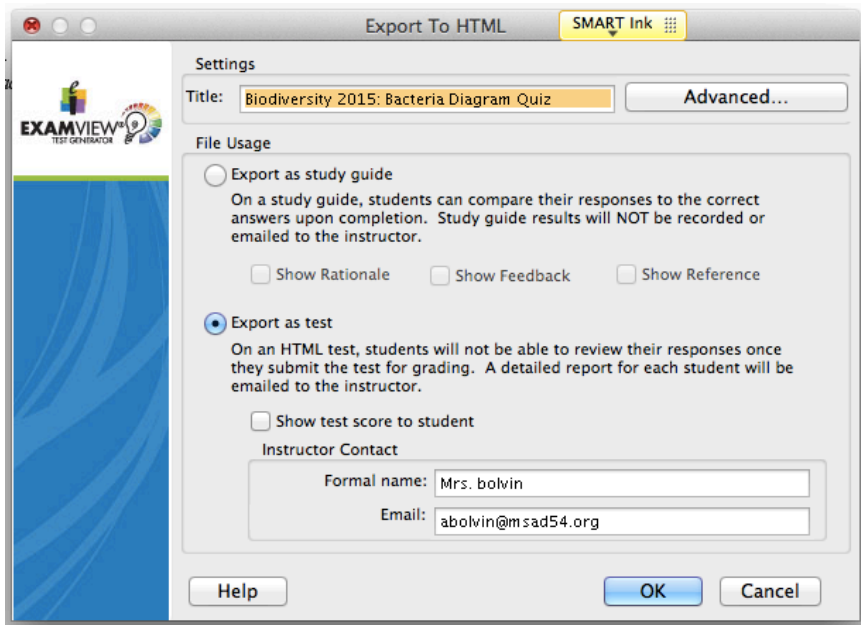 Export To HTML
SMART Ink
Settings
Title: Biodiversity 2015: Bacteria Diagram Quiz Advanced...
EXAMVIEW®
TEST GENERATOR
File Usage
Export as study guide
On a study guide, students can compare their responses to the correct
answers upon completion. Study guide results will NOT be recorded or
emailed to the instructor.
Show Rationale Show Feedback Show Reference
Export as test
On an HTML test, students will not be able to review their responses once
they submit the test for grading. A detailed report for each student will be
emailed to the instructor.
Show test score to student
Instructor Contact
Formal name: Mrs. bolvin
Email: abolvin@msad54.org
Help OK Cancel